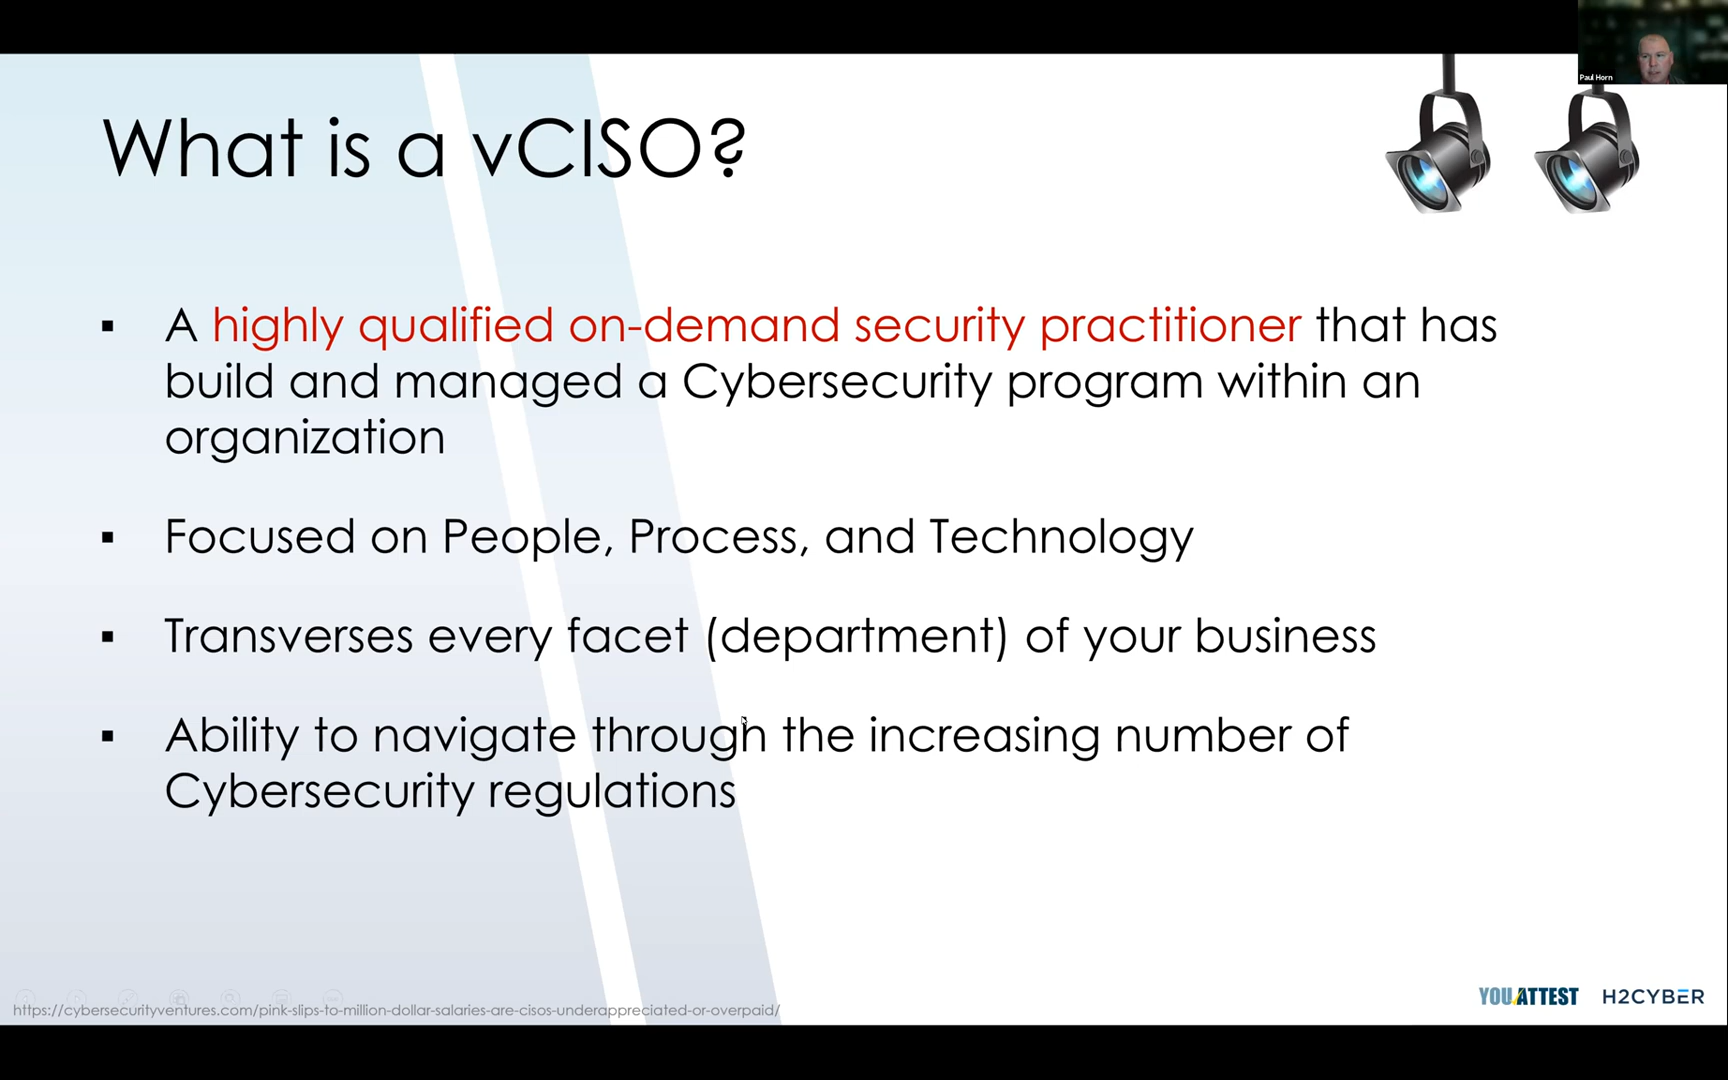 Paul Horn
What is a vCISO?
▪ A highly qualified on-demand security practitioner that has
build and managed a Cybersecurity program within an
organization
▪ Focused on People, Process, and Technology
▪ Transverses every facet (department) of your business
▪ Ability to navigate through the increasing number of
Cybersecurity regulations
https://cybersecurityventures.com/pink-slips-to-million-dollar-salaries-are-cisos-underappreciated-or-overpaid/
YOUATTEST H2CYBER